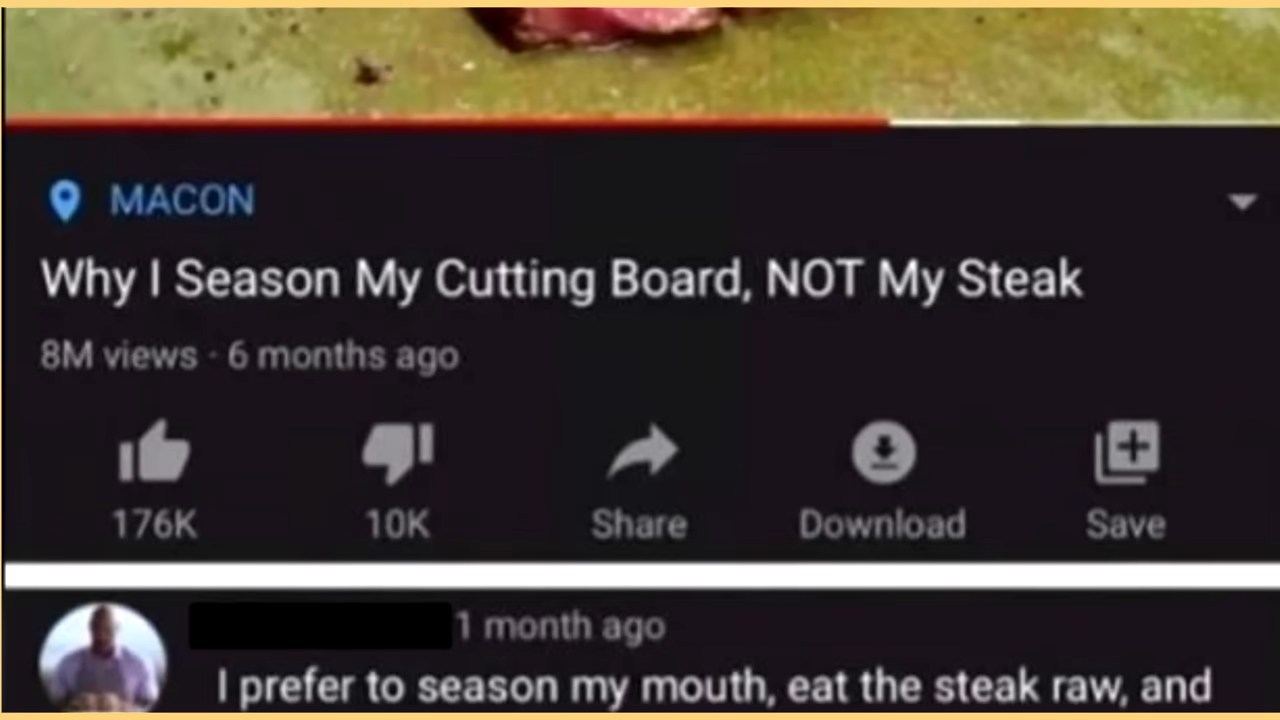 MACON
Why I Season My Cutting Board, NOT My Steak
8M views · 6 months ago
176K 10K Share Download Save
1 month ago
I prefer to season my mouth, eat the steak raw, and